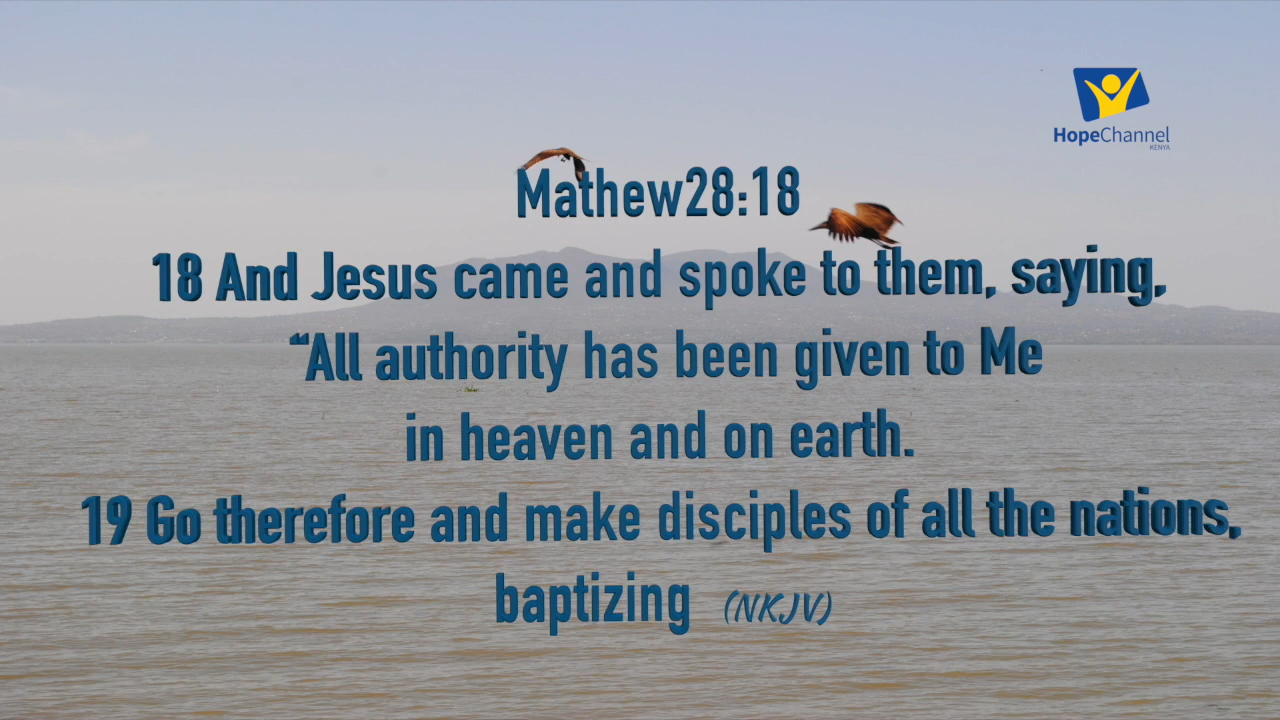 HopeChannel
KENYA
Mathew28:18
18 And Jesus came and spoke to them, saying,
“All authority has been given to Me
in heaven and on earth.
19 Go therefore and make disciples of all the nations,
baptizing (NKJV)